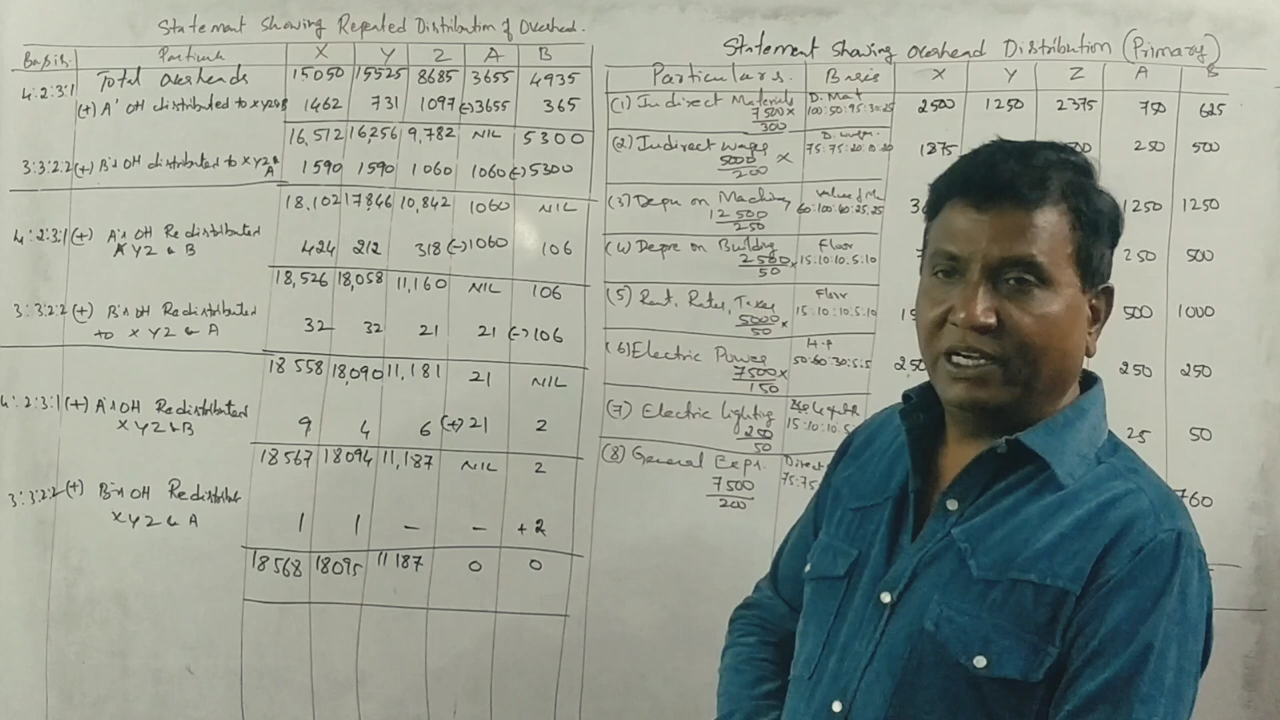 Statement Showing Repeated Distribution of Overhead.
Basis. Particula X Y Z A B
4:2:3:1 Total overheads 15050 15525 8685 3655 4935
(+) A' OH distributed to XYZ&B 1462 731 1097 (-)3655 365
16,512 16,256 9,782 NIL 5300
3:3:2:2 (+) B's OH distributed to XYZ& A 1590 1590 1060 1060 (-)5300
18,102 17,846 10,842 1060 NIL
4:2:3:1 (+) A's OH Redistributed
XYZ & B 424 212 318 (-)1060 106
18,526 18,058 11,160 NIL 106
3:3:2:2 (+) B's OH Redistributed
to XYZ & A 32 32 21 21 (-)106
18558 18,090 11,181 21 NIL
4:2:3:1 (+) A's OH Redistributed
XYZ & B 9 4 6 (+)21 2
18567 18094 11,187 NIL 2
3:3:2:2 (+) B's OH Redistribut
XYZ & A 1 1 - - +2
18568 18095 11187 0 0
Statement Showing Overhead Distribution (Primary)
Particulars. Basis X Y Z A B
(1) Indirect Materials D. Mat
7500x 100:50:95:30:25 2500 1250 2375 750 625
300
(2) Indirect Wages
5000 x 75:75:20:10:20 1875 250 500
200
(3) Depn on Machinery Value of M
12500 60:100:40:25:25 1250 1250
250
(4) Depre on Building Floor
2500x 15:10:10:5:10 250 500
50
(5) Rent, Rates, Taxes Floor
5000x 15:10:10:5:10 500 1000
50
(6) Electric Power H.P
7500x 50:60:30:5:5 250 250
150
(7) Electric lighting
250 15:10:10:5: 25 50
50
(8) General Exps. Direct
7500 75:75 760
200